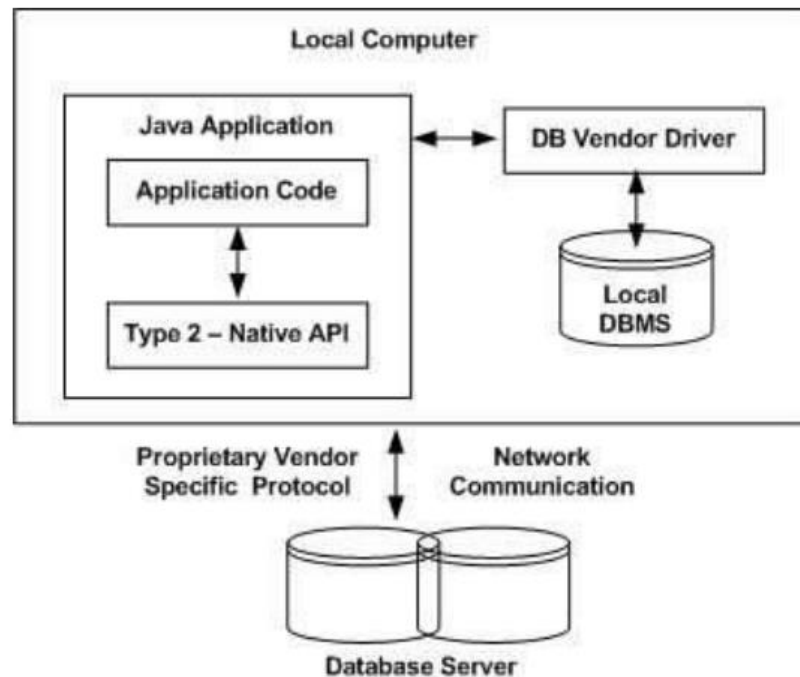 Local Computer
Java Application
DB Vendor Driver
Application Code
Type 2 – Native API
Local
DBMS
Proprietary Vendor
Specific Protocol
Network
Communication
Database Server